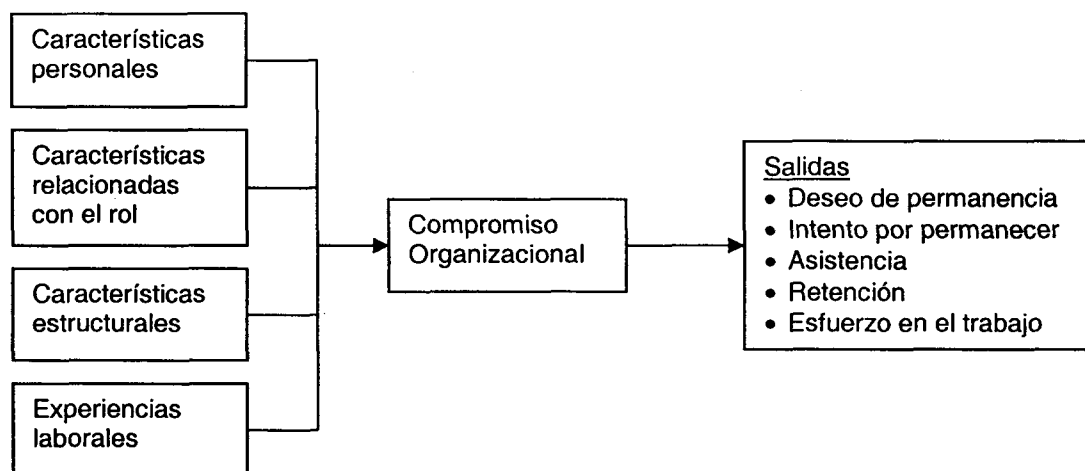 Características
personales
Características
relacionadas
con el rol
Características
estructurales
Experiencias
laborales
Compromiso
Organizacional
Salidas
• Deseo de permanencia
• Intento por permanecer
• Asistencia
• Retención
• Esfuerzo en el trabajo